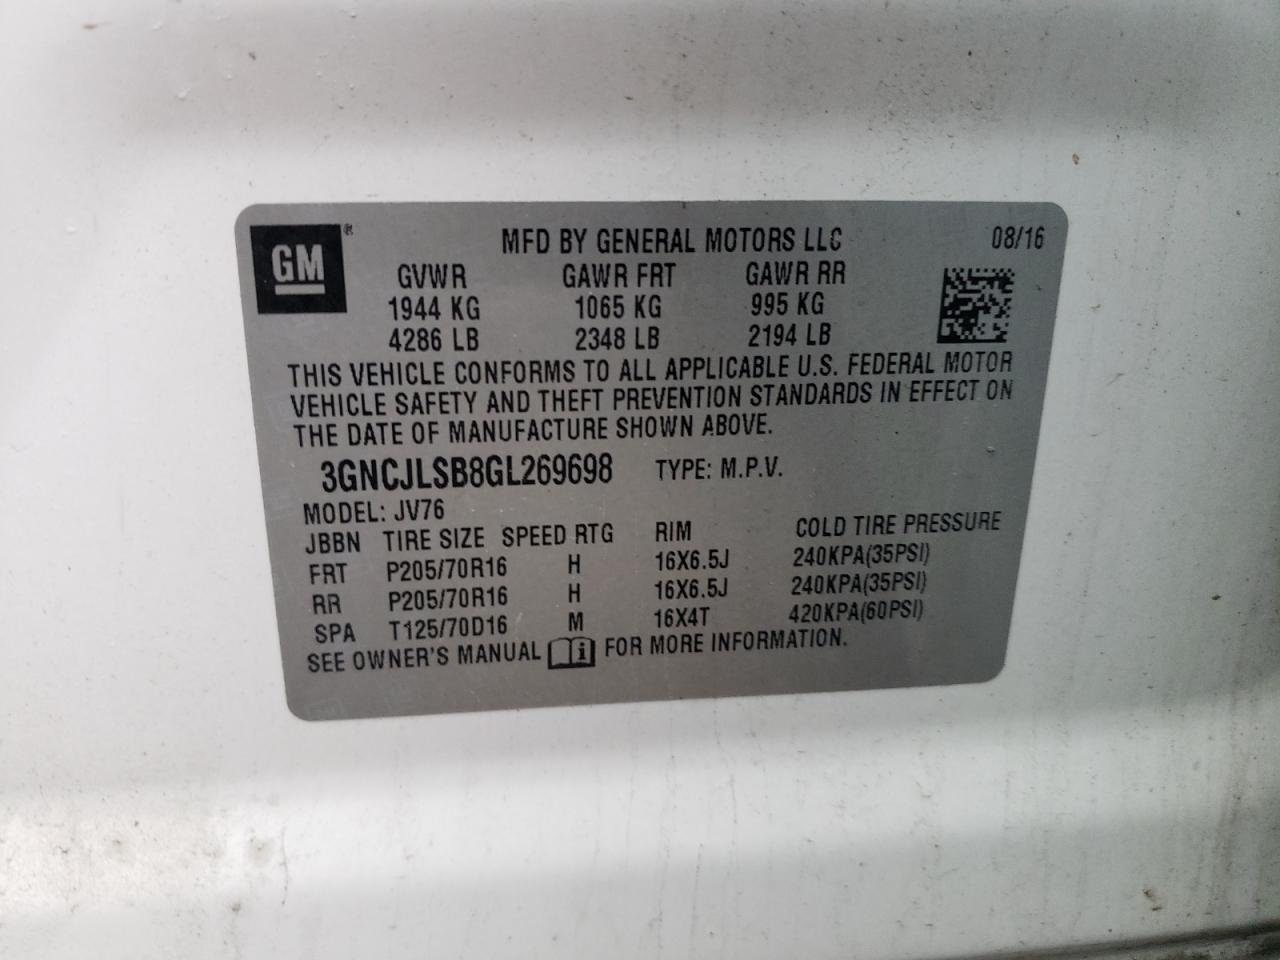 GM ®
MFD BY GENERAL MOTORS LLC 08/16
GVWR GAWR FRT GAWR RR
1944 KG 1065 KG 995 KG
4286 LB 2348 LB 2194 LB
THIS VEHICLE CONFORMS TO ALL APPLICABLE U.S. FEDERAL MOTOR
VEHICLE SAFETY AND THEFT PREVENTION STANDARDS IN EFFECT ON
THE DATE OF MANUFACTURE SHOWN ABOVE.
3GNCJLSB8GL269698 TYPE: M.P.V.
MODEL: JV76
JBBN TIRE SIZE SPEED RTG RIM COLD TIRE PRESSURE
FRT P205/70R16 H 16X6.5J 240KPA(35PSI)
RR P205/70R16 H 16X6.5J 240KPA(35PSI)
SPA T125/70D16 M 16X4T 420KPA(60PSI)
SEE OWNER'S MANUAL i FOR MORE INFORMATION.